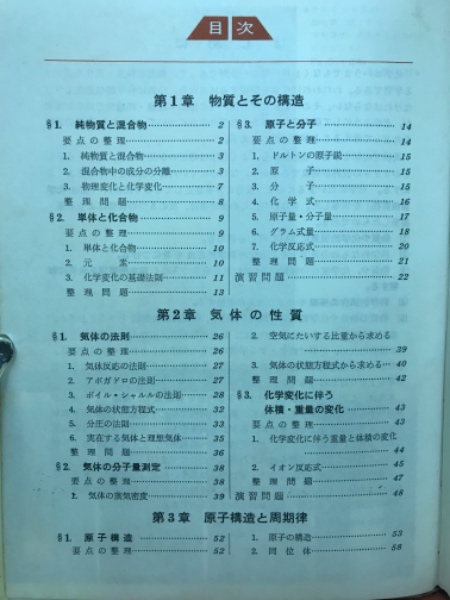 目次
第1章 物質とその構造
§1. 純物質と混合物 2
要点の整理 2
1. 純物質と混合物 3
2. 混合物中の成分の分離 3
3. 物理変化と化学変化 7
整理問題 8
§2. 単体と化合物 9
要点の整理 9
1. 単体と化合物 10
2. 元素 10
3. 化学変化の基礎法則 11
整理問題 13
§3. 原子と分子 14
要点の整理 14
1. ドルトンの原子説 15
2. 原子 15
3. 分子 15
4. 化学式 16
5. 原子量・分子量 17
6. グラム式量 18
7. 化学反応式 20
整理問題 21
演習問題 22
第2章 気体の性質
§1. 気体の法則 26
要点の整理 26
1. 気体反応の法則 27
2. アボガドロの法則 27
3. ボイル・シャルルの法則 28
4. 気体の状態方程式 32
5. 分圧の法則 33
6. 実在する気体と理想気体 35
整理問題 36
§2. 気体の分子量測定 38
要点の整理 38
1. 気体の蒸気密度 39
2. 空気にたいする比重から求める
39
3. 気体の状態方程式から求める 40
整理問題 42
§3. 化学変化に伴う
体積・重量の変化 43
要点の整理 43
1. 化学変化に伴う重量と体積の変化
44
2. イオン反応式 45
整理問題 47
演習問題 48
第3章 原子構造と周期律
§1. 原子構造 52
要点の整理 52
1. 原子の構造 53
2. 同位体 58